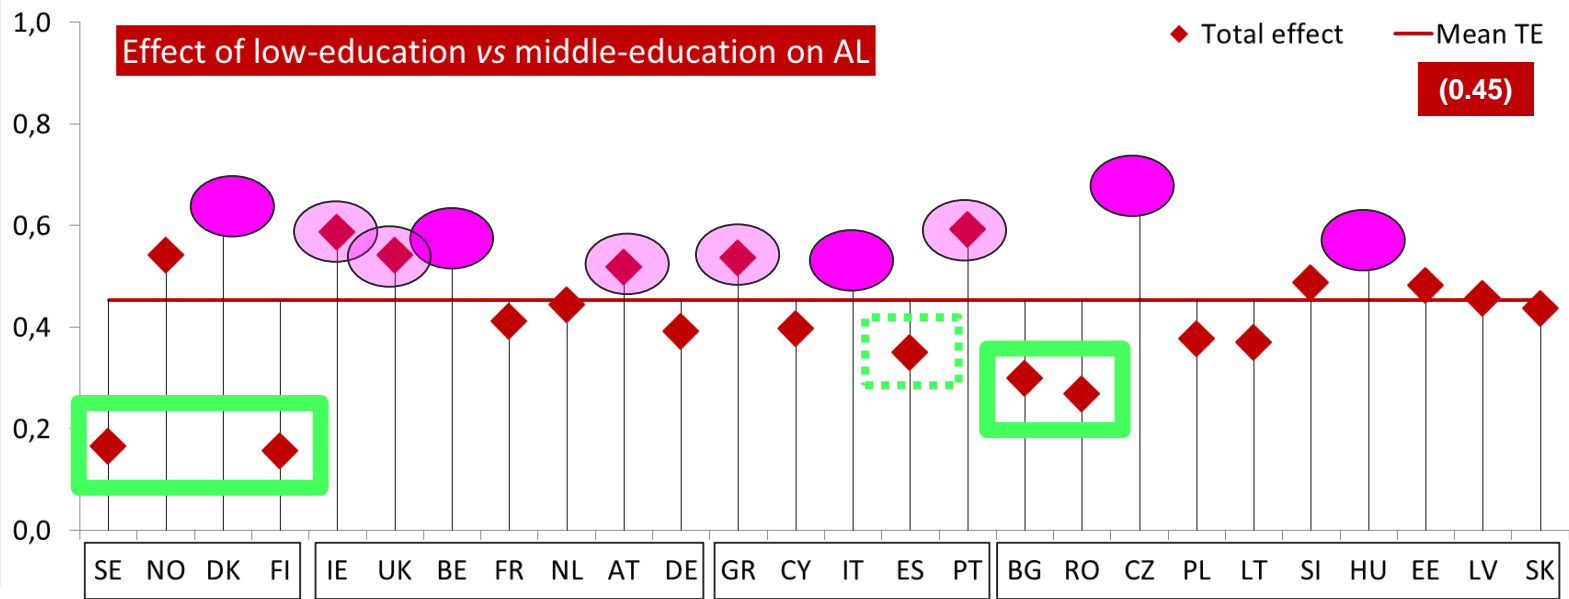 1,0
Effect of low-education vs middle-education on AL
Total effect
Mean TE
(0.45)
0,8
0,6
0,4
0,2
0,0
SE NO DK FI IE UK BE FR NL AT DE GR CY IT ES PT BG RO CZ PL LT SI HU EE LV SK